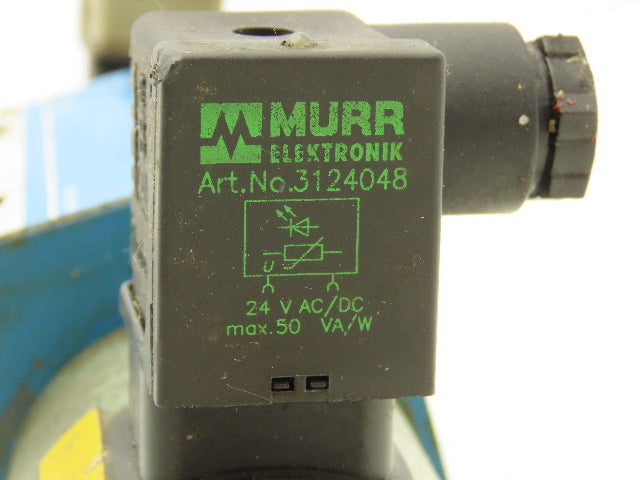 MURR
ELEKTRONIK
Art.No.3124048
U
24 V AC/DC
max.50 VA/W